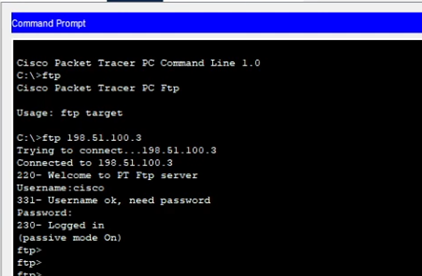 Command Prompt
Cisco Packet Tracer PC Command Line 1.0
C:\>ftp
Cisco Packet Tracer PC Ftp
Usage: ftp target
C:\>ftp 198.51.100.3
Trying to connect...198.51.100.3
Connected to 198.51.100.3
220- Welcome to PT Ftp server
Username:cisco
331- Username ok, need password
Password:
230- Logged in
(passive mode On)
ftp>
ftp>
ftp>